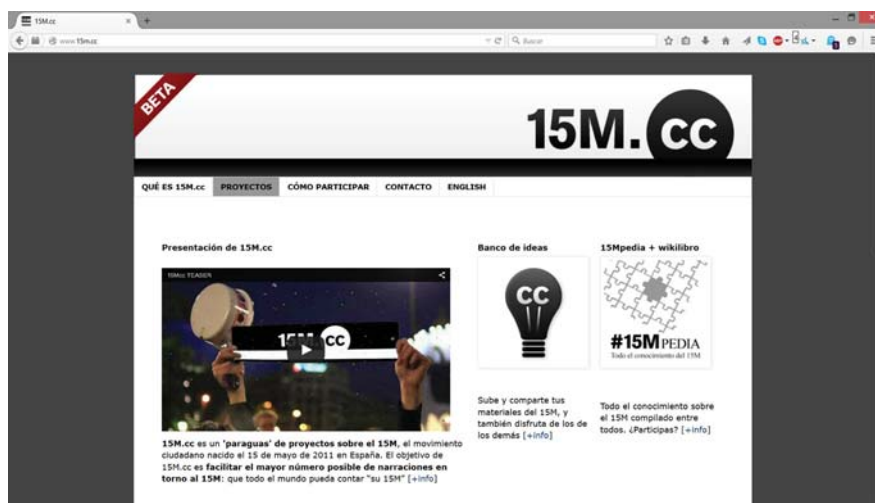 15M.cc
www.15m.cc
Buscar
BETA
15M.cc
QUÉ ES 15M.cc PROYECTOS CÓMO PARTICIPAR CONTACTO ENGLISH
Presentación de 15M.cc
15Mcc TEASER
15M.cc
15M.cc es un 'paraguas' de proyectos sobre el 15M, el movimiento
ciudadano nacido el 15 de mayo de 2011 en España. El objetivo de
15M.cc es facilitar el mayor número posible de narraciones en
torno al 15M: que todo el mundo pueda contar "su 15M" [+info]
Banco de ideas
CC
Sube y comparte tus
materiales del 15M, y
también disfruta de los de
los demás [+info]
15Mpedia + wikilibro
#15MPEDIA
Todo el conocimiento del 15M
Todo el conocimiento sobre
el 15M compilado entre
todos. ¿Participas? [+info]